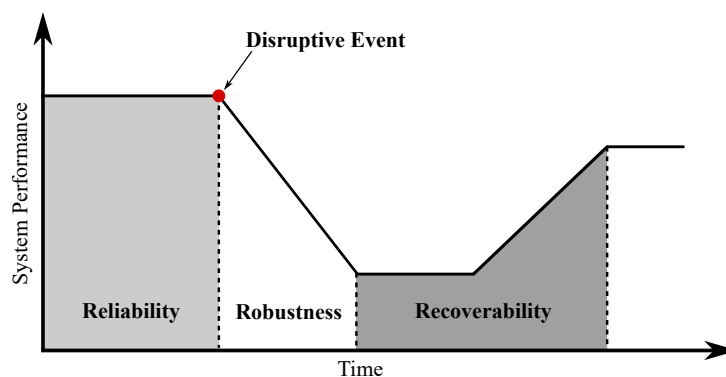 Disruptive Event
System Performance
Reliability
Robustness
Recoverability
Time